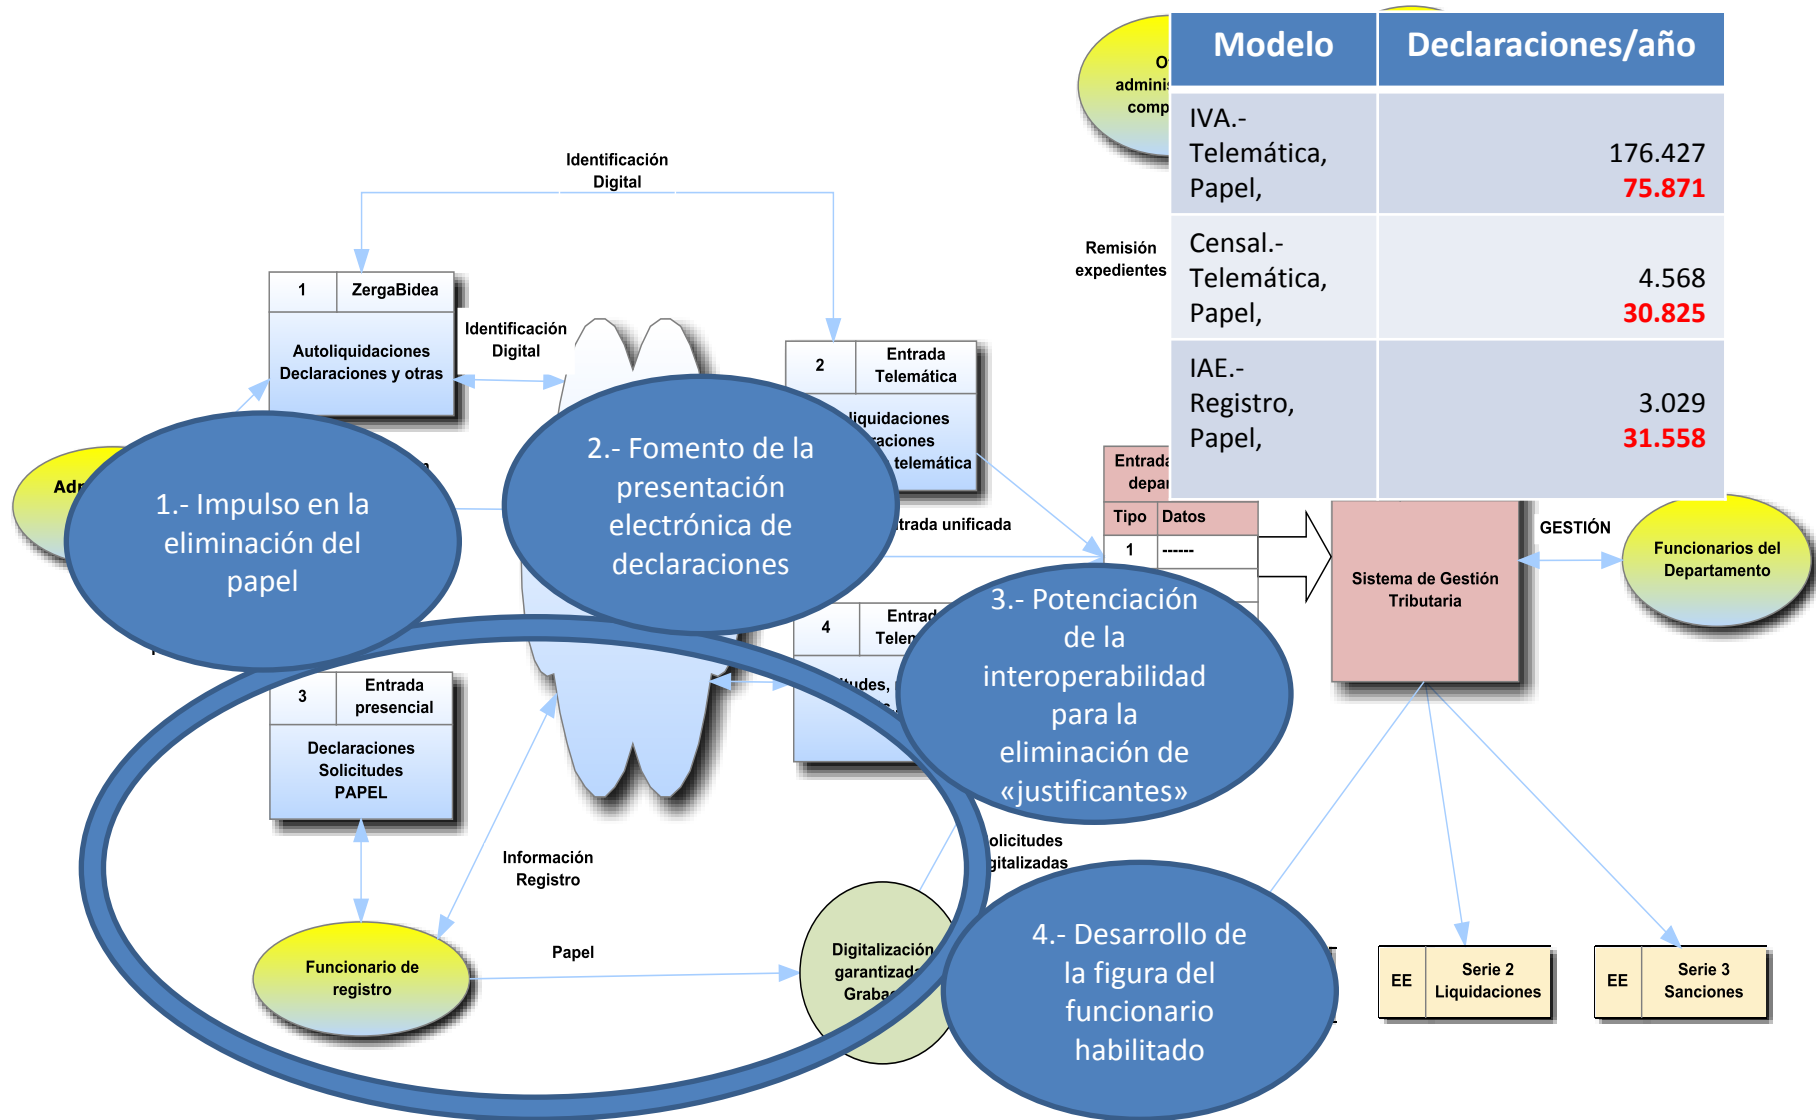 Modelo
Declaraciones/año
IVA.-
Telemática,
176.427
Papel,
75.871
Censal.-
Telemática,
4.568
Papel,
30.825
IAE.-
Registro,
3.029
Papel,
31.558
Identificación
Digital
Remisión
expedientes
1
ZergaBidea
Autoliquidaciones
Declaraciones y otras
Identificación
Digital
2
Entrada
Telemática
telemática
1.- Impulso en la
eliminación del
papel
2.- Fomento de la
presentación
electrónica de
declaraciones
unificada
Tipo
Datos
1
------
Sistema de Gestión
Tributaria
GESTIÓN
Funcionarios del
Departamento
3.- Potenciación
de la
interoperabilidad
para la
eliminación de
«justificantes»
4
3
Entrada
presencial
Declaraciones
Solicitudes
PAPEL
Información
Registro
Funcionario de
registro
Papel
Digitalización
garantizada
4.- Desarrollo de
la figura del
funcionario
habilitado
EE
Serie 2
Liquidaciones
EE
Serie 3
Sanciones